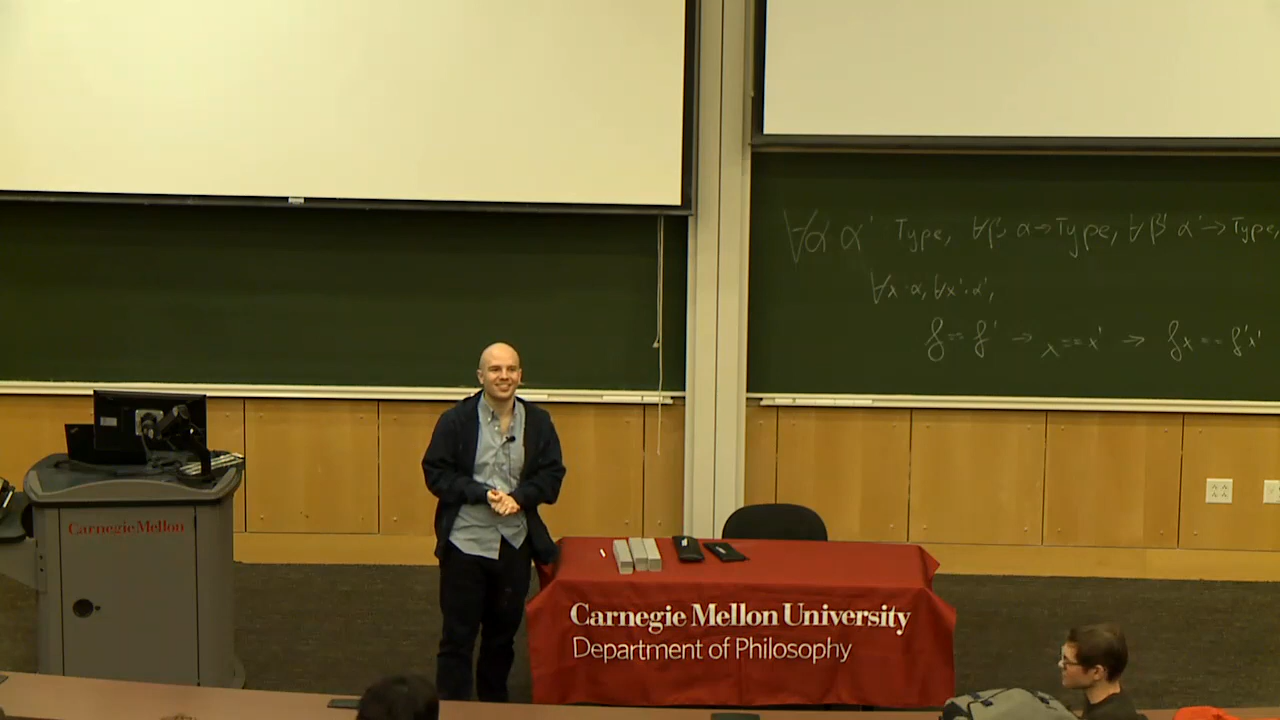 ∀α α' : Type, ∀β : α → Type, ∀β' : α' → Type,
∀x : α, ∀x' : α',
f == f' → x == x' → f x == f' x'
Carnegie Mellon
Carnegie Mellon University
Department of Philosophy